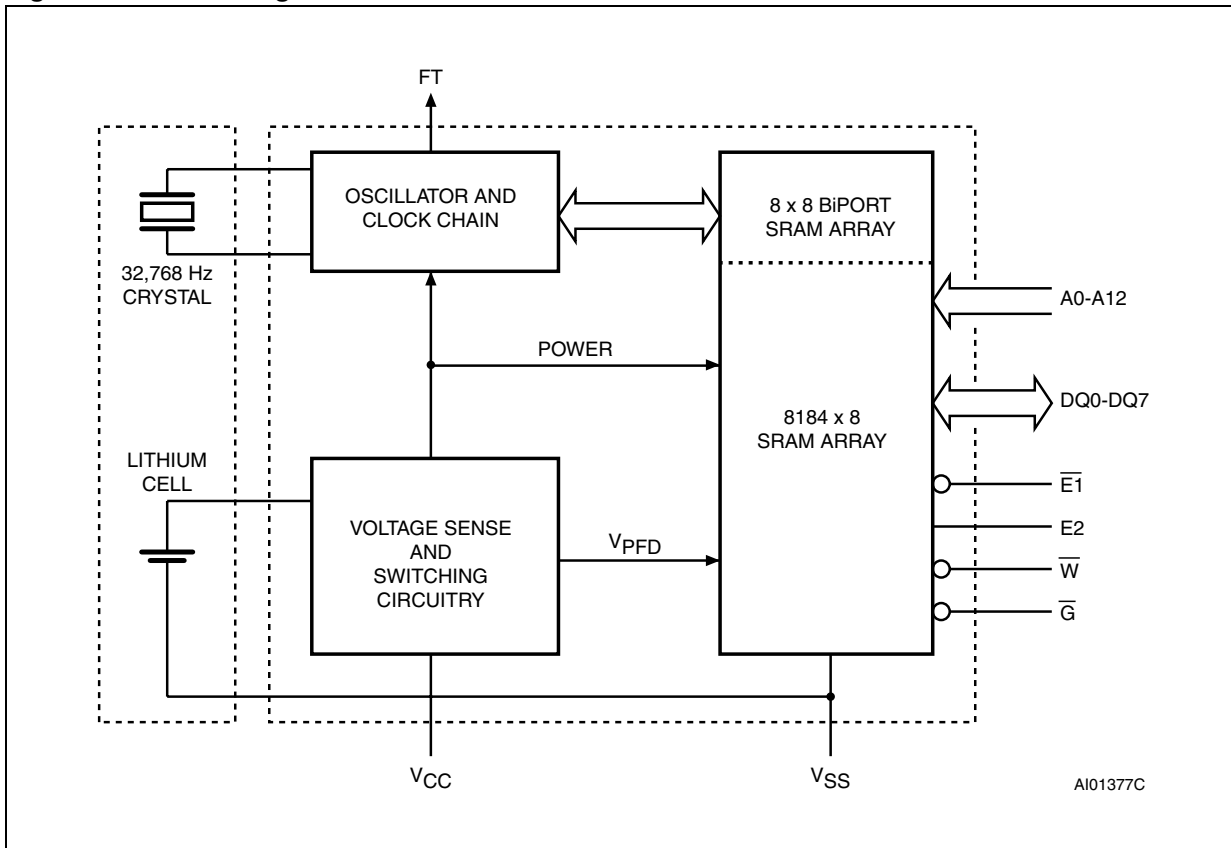 FT
OSCILLATOR AND
CLOCK CHAIN
8 x 8 BiPORT
SRAM ARRAY
32,768 Hz
CRYSTAL
A0-A12
POWER
DQ0-DQ7
8184 x 8
SRAM ARRAY
LITHIUM
CELL
E1
E2
VOLTAGE SENSE
AND
SWITCHING
CIRCUITRY
VPFD
W
G
VCC
VSS
AI01377C